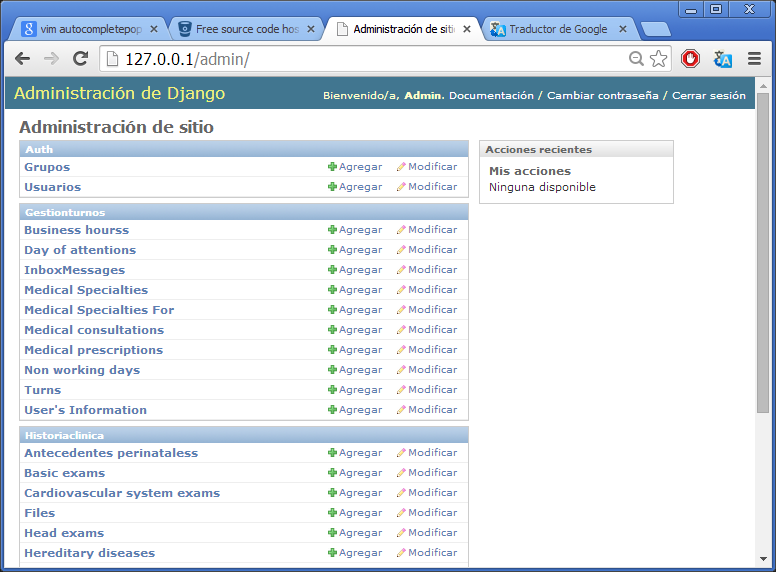 vim autocompletepop
Free source code hos
Administración de siti
Traductor de Google
127.0.0.1/admin/
Administración de Django
Bienvenido/a, Admin. Documentación / Cambiar contraseña / Cerrar sesión
Administración de sitio
Auth
Grupos Agregar Modificar
Usuarios Agregar Modificar
Gestionturnos
Business hourss Agregar Modificar
Day of attentions Agregar Modificar
InboxMessages Agregar Modificar
Medical Specialties Agregar Modificar
Medical Specialties For Agregar Modificar
Medical consultations Agregar Modificar
Medical prescriptions Agregar Modificar
Non working days Agregar Modificar
Turns Agregar Modificar
User's Information Agregar Modificar
Historiaclinica
Antecedentes perinataless Agregar Modificar
Basic exams Agregar Modificar
Cardiovascular system exams Agregar Modificar
Files Agregar Modificar
Head exams Agregar Modificar
Hereditary diseases Agregar Modificar
Acciones recientes
Mis acciones
Ninguna disponible